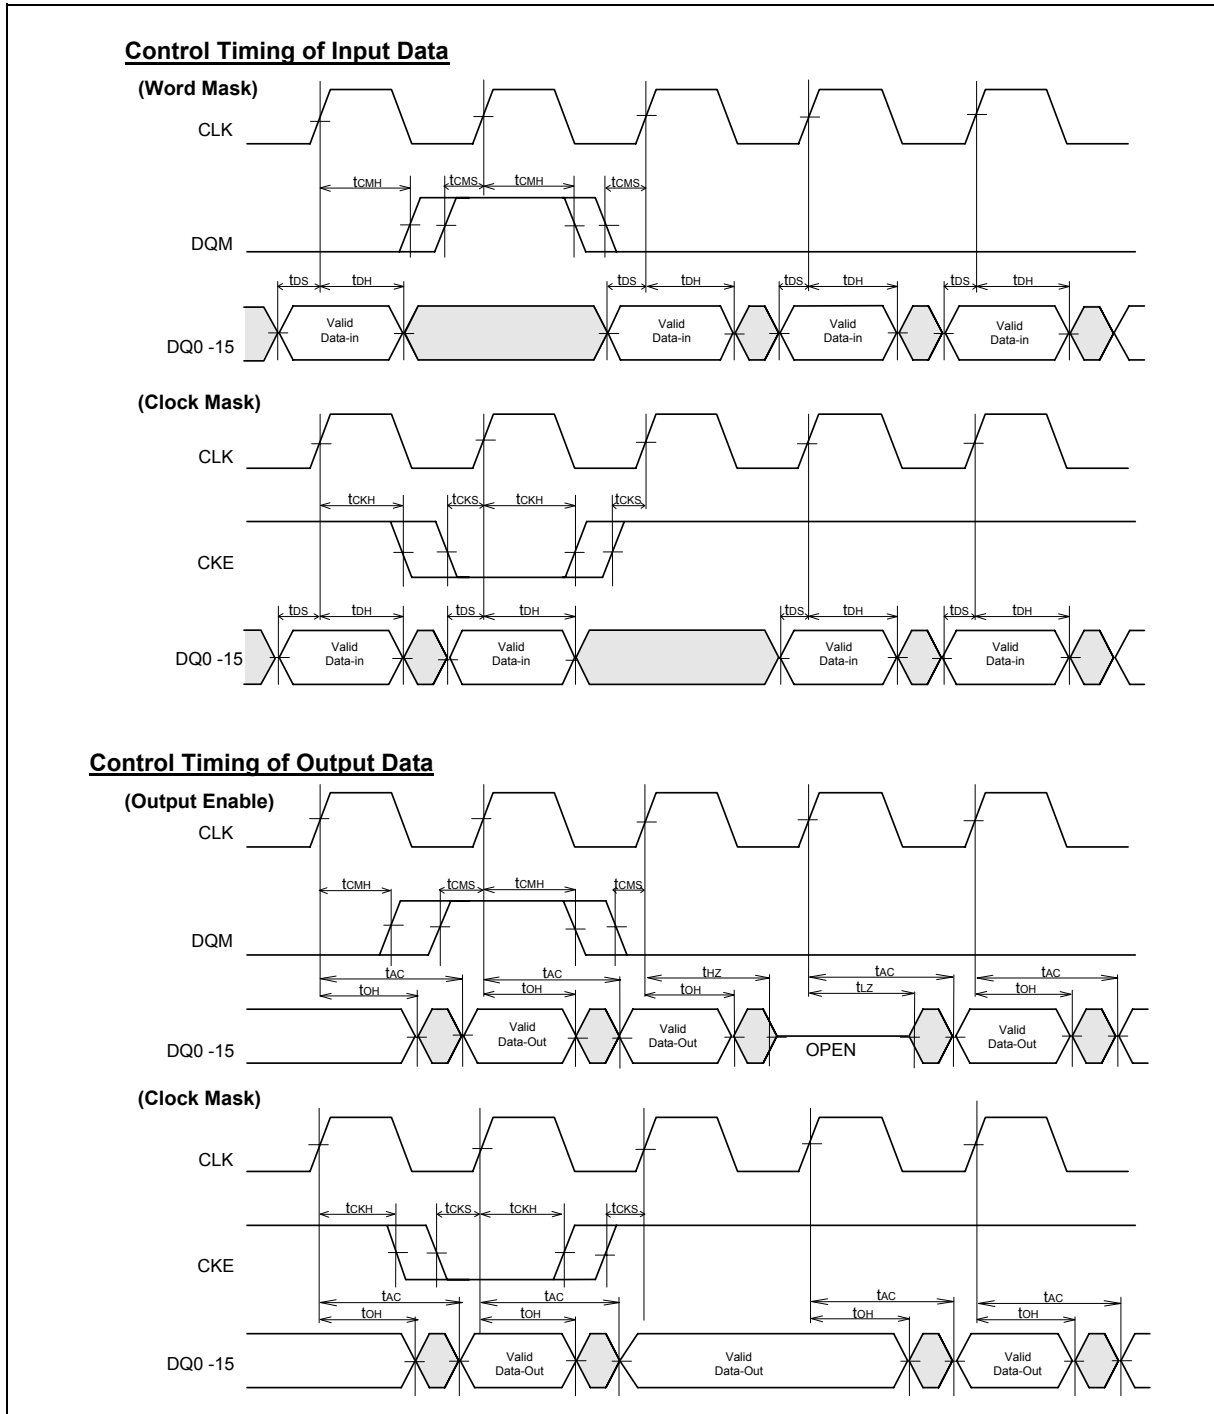 Control Timing of Input Data
(Word Mask)
CLK
tCMH tCMS tCMH tCMS
DQM
tDS tDH tDS tDH tDS tDH tDS tDH
Valid Data-in Valid Data-in Valid Data-in Valid Data-in
DQ0 -15
(Clock Mask)
CLK
tCKH tCKS tCKH tCKS
CKE
tDS tDH tDS tDH tDS tDH tDS tDH
Valid Data-in Valid Data-in Valid Data-in Valid Data-in
DQ0 -15
Control Timing of Output Data
(Output Enable)
CLK
tCMH tCMS tCMH tCMS
DQM
tAC tAC tHZ tAC tAC
tOH tOH tOH tLZ tOH
Valid Data-Out Valid Data-Out Valid Data-Out
DQ0 -15 OPEN
(Clock Mask)
CLK
tCKH tCKS tCKH tCKS
CKE
tAC tAC tAC tAC
tOH tOH tOH tOH
Valid Data-Out Valid Data-Out Valid Data-Out
DQ0 -15